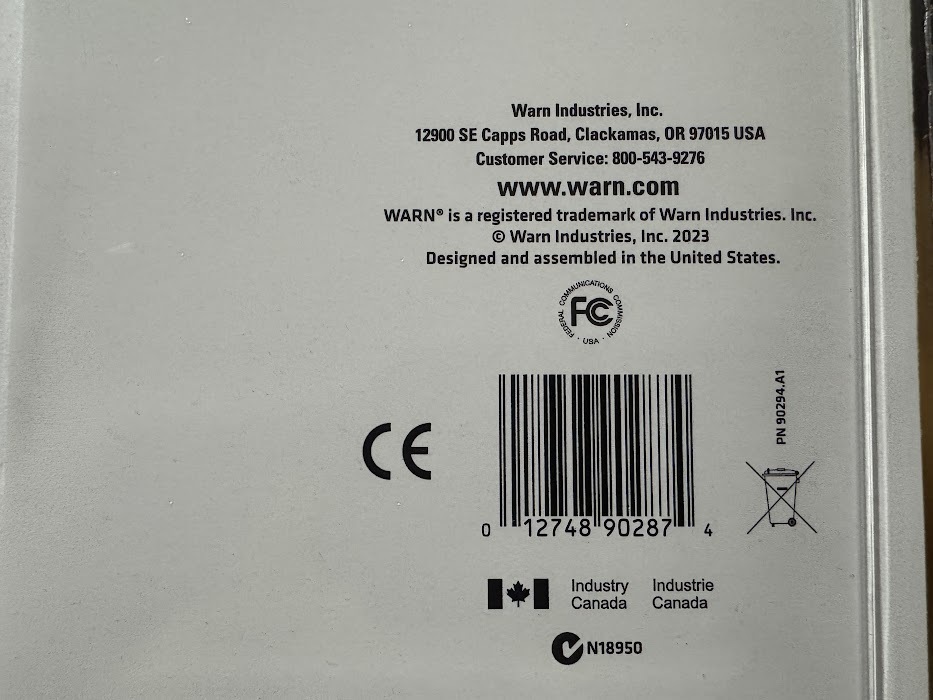 Warn Industries, Inc.
12900 SE Capps Road, Clackamas, OR 97015 USA
Customer Service: 800-543-9276
www.warn.com
WARN® is a registered trademark of Warn Industries. Inc.
© Warn Industries, Inc. 2023
Designed and assembled in the United States.
FEDERAL COMMUNICATIONS COMMISSION
FC
· USA ·
PN 90294.A1
CE
0 12748 90287 4
Industry Industrie
Canada Canada
N18950